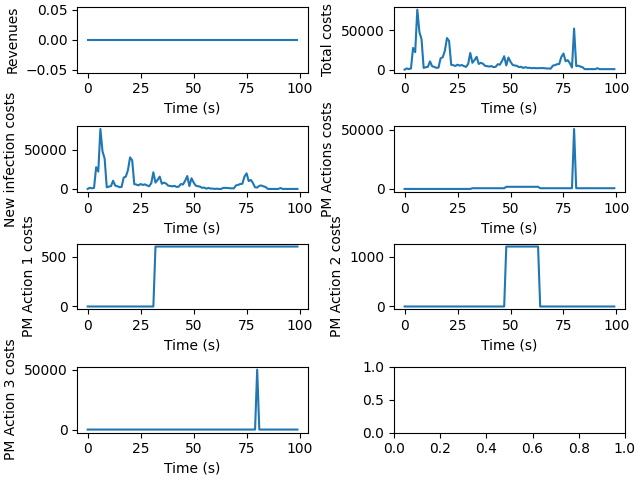 Revenues
0.05
0.00
−0.05
0 25 50 75 100
Time (s)
Total costs
50000
0
0 25 50 75 100
Time (s)
New infection costs
50000
0
0 25 50 75 100
Time (s)
PM Actions costs
50000
0
0 25 50 75 100
Time (s)
PM Action 1 costs
500
0
0 25 50 75 100
Time (s)
PM Action 2 costs
1000
0
0 25 50 75 100
Time (s)
PM Action 3 costs
50000
0
0 25 50 75 100
Time (s)
1.0
0.5
0.0
0.0 0.2 0.4 0.6 0.8 1.0